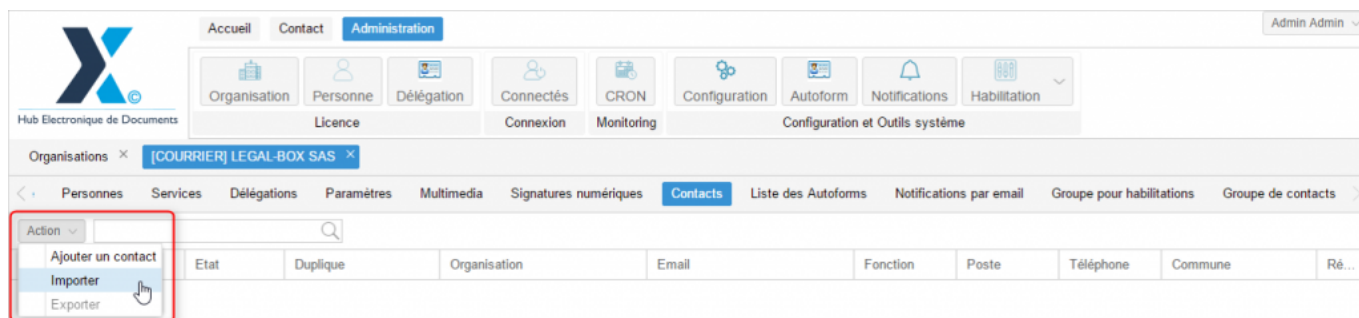 Accueil Contact Administration Admin Admin
Organisation Personne Délégation Connectés CRON Configuration Autoform Notifications Habilitation
©
Hub Electronique de Documents
Licence Connexion Monitoring Configuration et Outils système
Organisations × [COURRIER] LEGAL-BOX SAS ×
Personnes Services Délégations Paramètres Multimedia Signatures numériques Contacts Liste des Autoforms Notifications par email Groupe pour habilitations Groupe de contacts
Action
Ajouter un contact
Etat Duplique Organisation Email Fonction Poste Téléphone Commune Ré...
Importer
Exporter